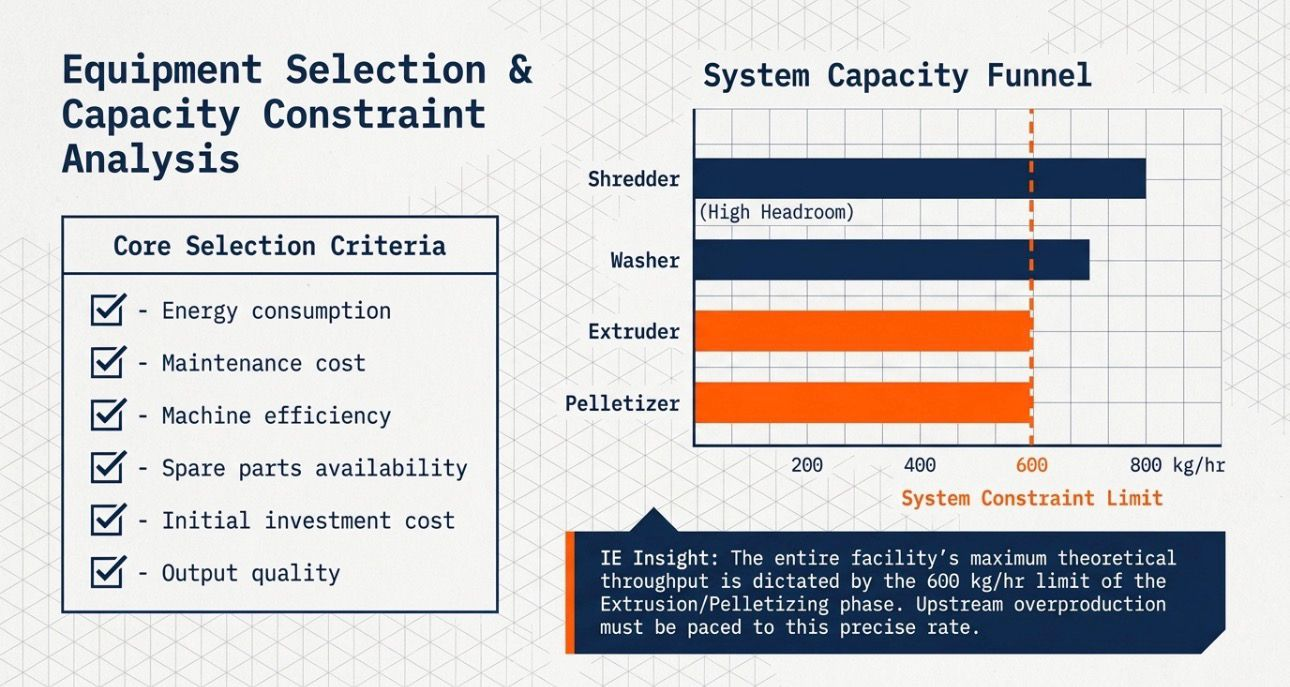 Equipment Selection &
Capacity Constraint
Analysis
Core Selection Criteria
- Energy consumption
- Maintenance cost
- Machine efficiency
- Spare parts availability
- Initial investment cost
- Output quality
System Capacity Funnel
Shredder
(High Headroom)
Washer
Extruder
Pelletizer
200 400 600 800 kg/hr
System Constraint Limit
IE Insight: The entire facility’s maximum theoretical
throughput is dictated by the 600 kg/hr limit of the
Extrusion/Pelletizing phase. Upstream overproduction
must be paced to this precise rate.